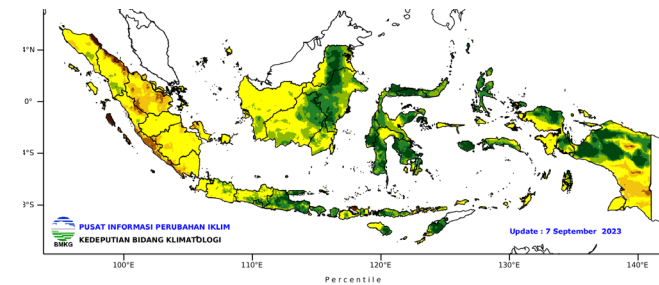 1°N
0°
1°S
3°S
BMKG
PUSAT INFORMASI PERUBAHAN IKLIM
KEDEPUTIAN BIDANG KLIMATOLOGI
Update : 7 September 2023
100°E
110°E
120°E
130°E
140°E
Percentile